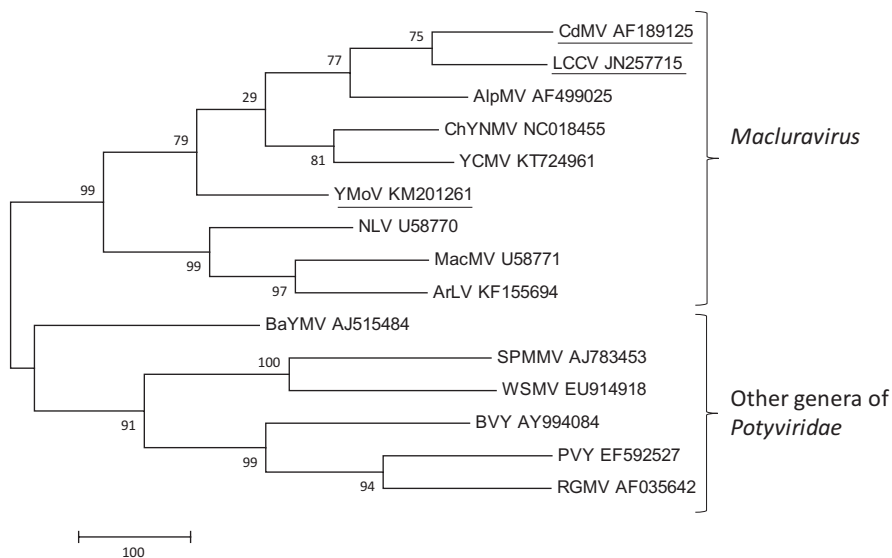 CdMV AF189125
75
LCCV JN257715
77
AlpMV AF499025
29
ChYNMV NC018455
79
81
YCMV KT724961
99
YMoV KM201261
NLV U58770
99
MacMV U58771
97
ArLV KF155694
Macluravirus
BaYMV AJ515484
SPMMV AJ783453
100
WSMV EU914918
91
BVY AY994084
99
PVY EF592527
94
RGMV AF035642
Other genera of
Potyviridae
100